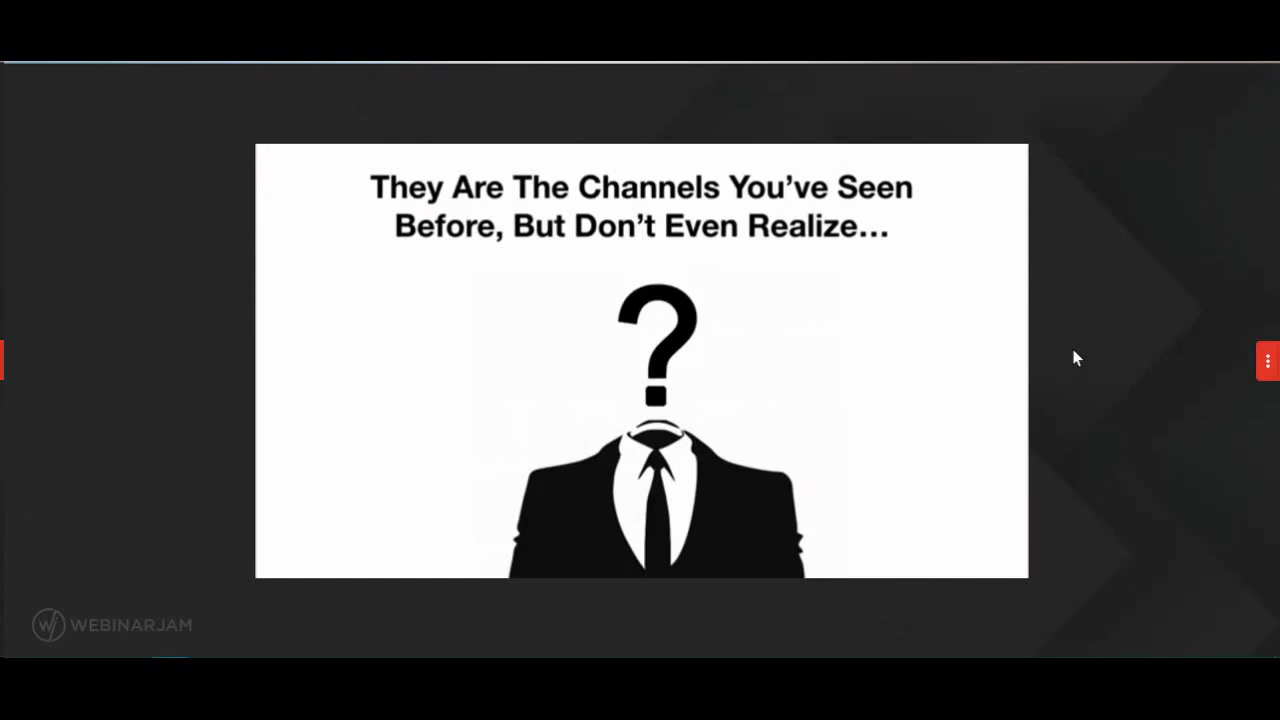 They Are The Channels You've Seen
Before, But Don't Even Realize...
?
WEBINARJAM